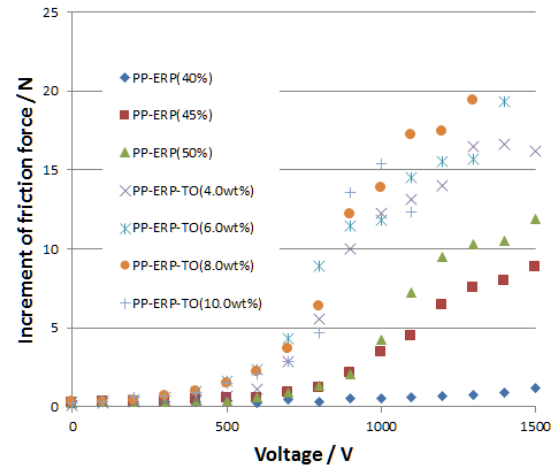 25
20
15
10
5
0
Increment of friction force / N
PP-ERP(40%)
PP-ERP(45%)
PP-ERP(50%)
PP-ERP-TO(4.0wt%)
PP-ERP-TO(6.0wt%)
PP-ERP-TO(8.0wt%)
PP-ERP-TO(10.0wt%)
0 500 1000 1500
Voltage / V